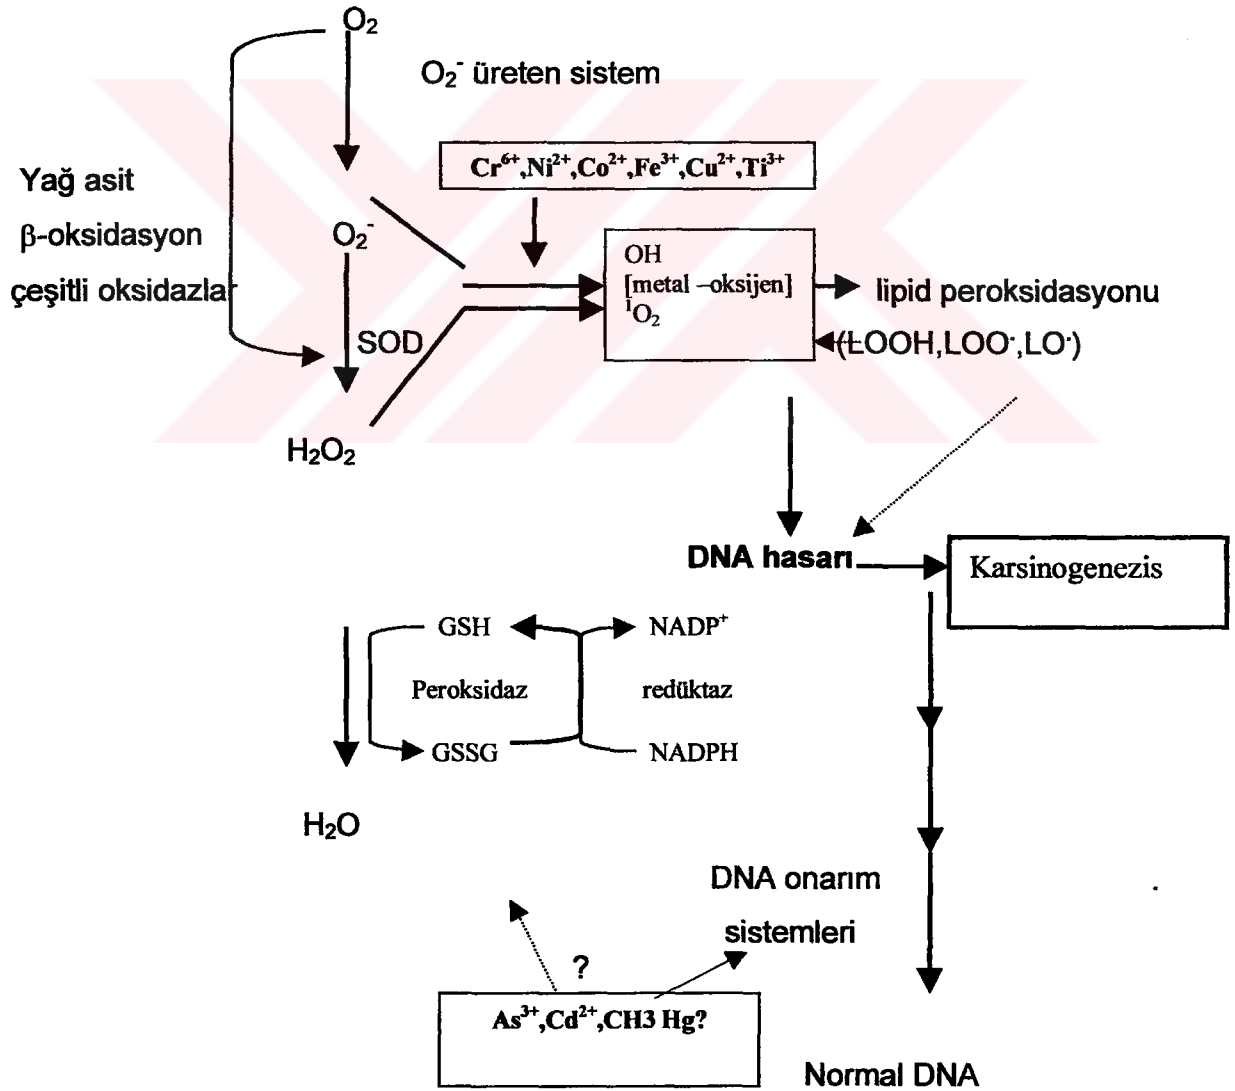 O₂
O₂⁻ üreten sistem
Cr⁶⁺,Ni²⁺,Co²⁺,Fe³⁺,Cu²⁺,Ti³⁺
Yağ asit
β-oksidasyon
çeşitli oksidazlar
O₂⁻
SOD
H₂O₂
OH
[metal –oksijen]
¹O₂
lipid peroksidasyonu
(LOOH,LOO·,LO·)
DNA hasarı
Karsinogenezis
GSH
NADP⁺
Peroksidaz
redüktaz
GSSG
NADPH
H₂O
DNA onarım
sistemleri
?
As³⁺,Cd²⁺,CH3 Hg?
Normal DNA